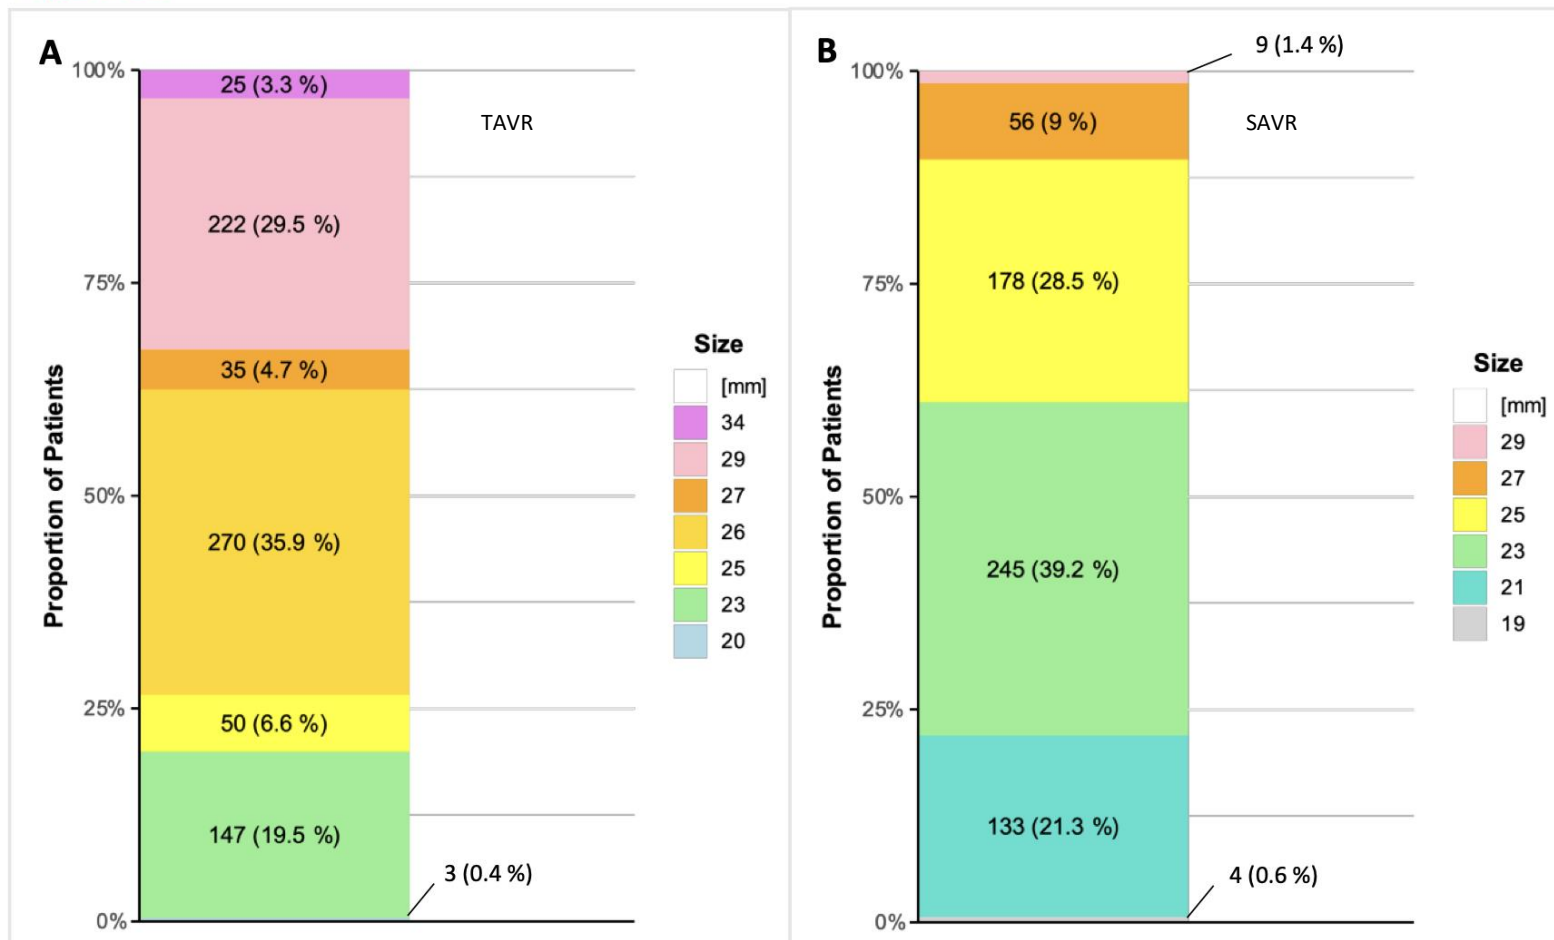 A
100%
25 (3.3 %)
TAVR
222 (29.5 %)
75%
35 (4.7 %)
50%
270 (35.9 %)
25%
50 (6.6 %)
147 (19.5 %)
3 (0.4 %)
0%
Proportion of Patients
Size
[mm]
34
29
27
26
25
23
20
B
9 (1.4 %)
100%
56 (9 %)
SAVR
178 (28.5 %)
75%
50%
245 (39.2 %)
25%
133 (21.3 %)
4 (0.6 %)
0%
Proportion of Patients
Size
[mm]
29
27
25
23
21
19